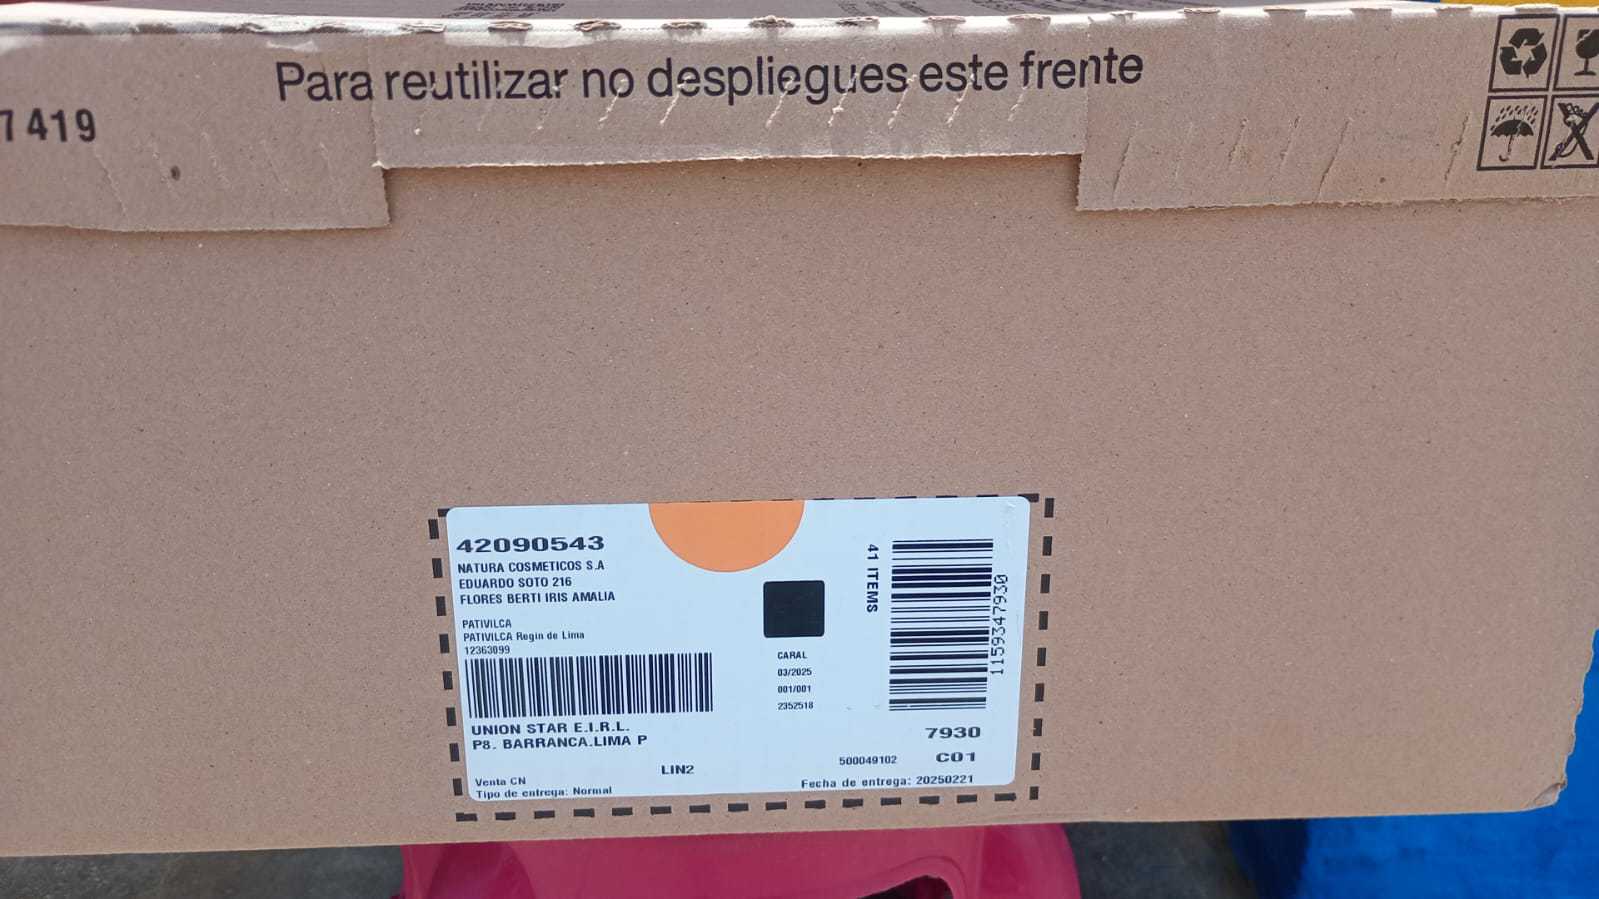 Para reutilizar no despliegues este frente
7419
42090543
NATURA COSMETICOS S.A
EDUARDO SOTO 216
FLORES BERTI IRIS AMALIA
PATIVILCA
PATIVILCA Regin de Lima
12363099
UNION STAR E.I.R.L.
P8. BARRANCA.LIMA P
LIN2
Venta CN
Tipo de entrega: Normal
CARAL
03/2025
001/001
2352518
41 ITEMS
1159347930
7930
500049102
C01
Fecha de entrega: 20250221